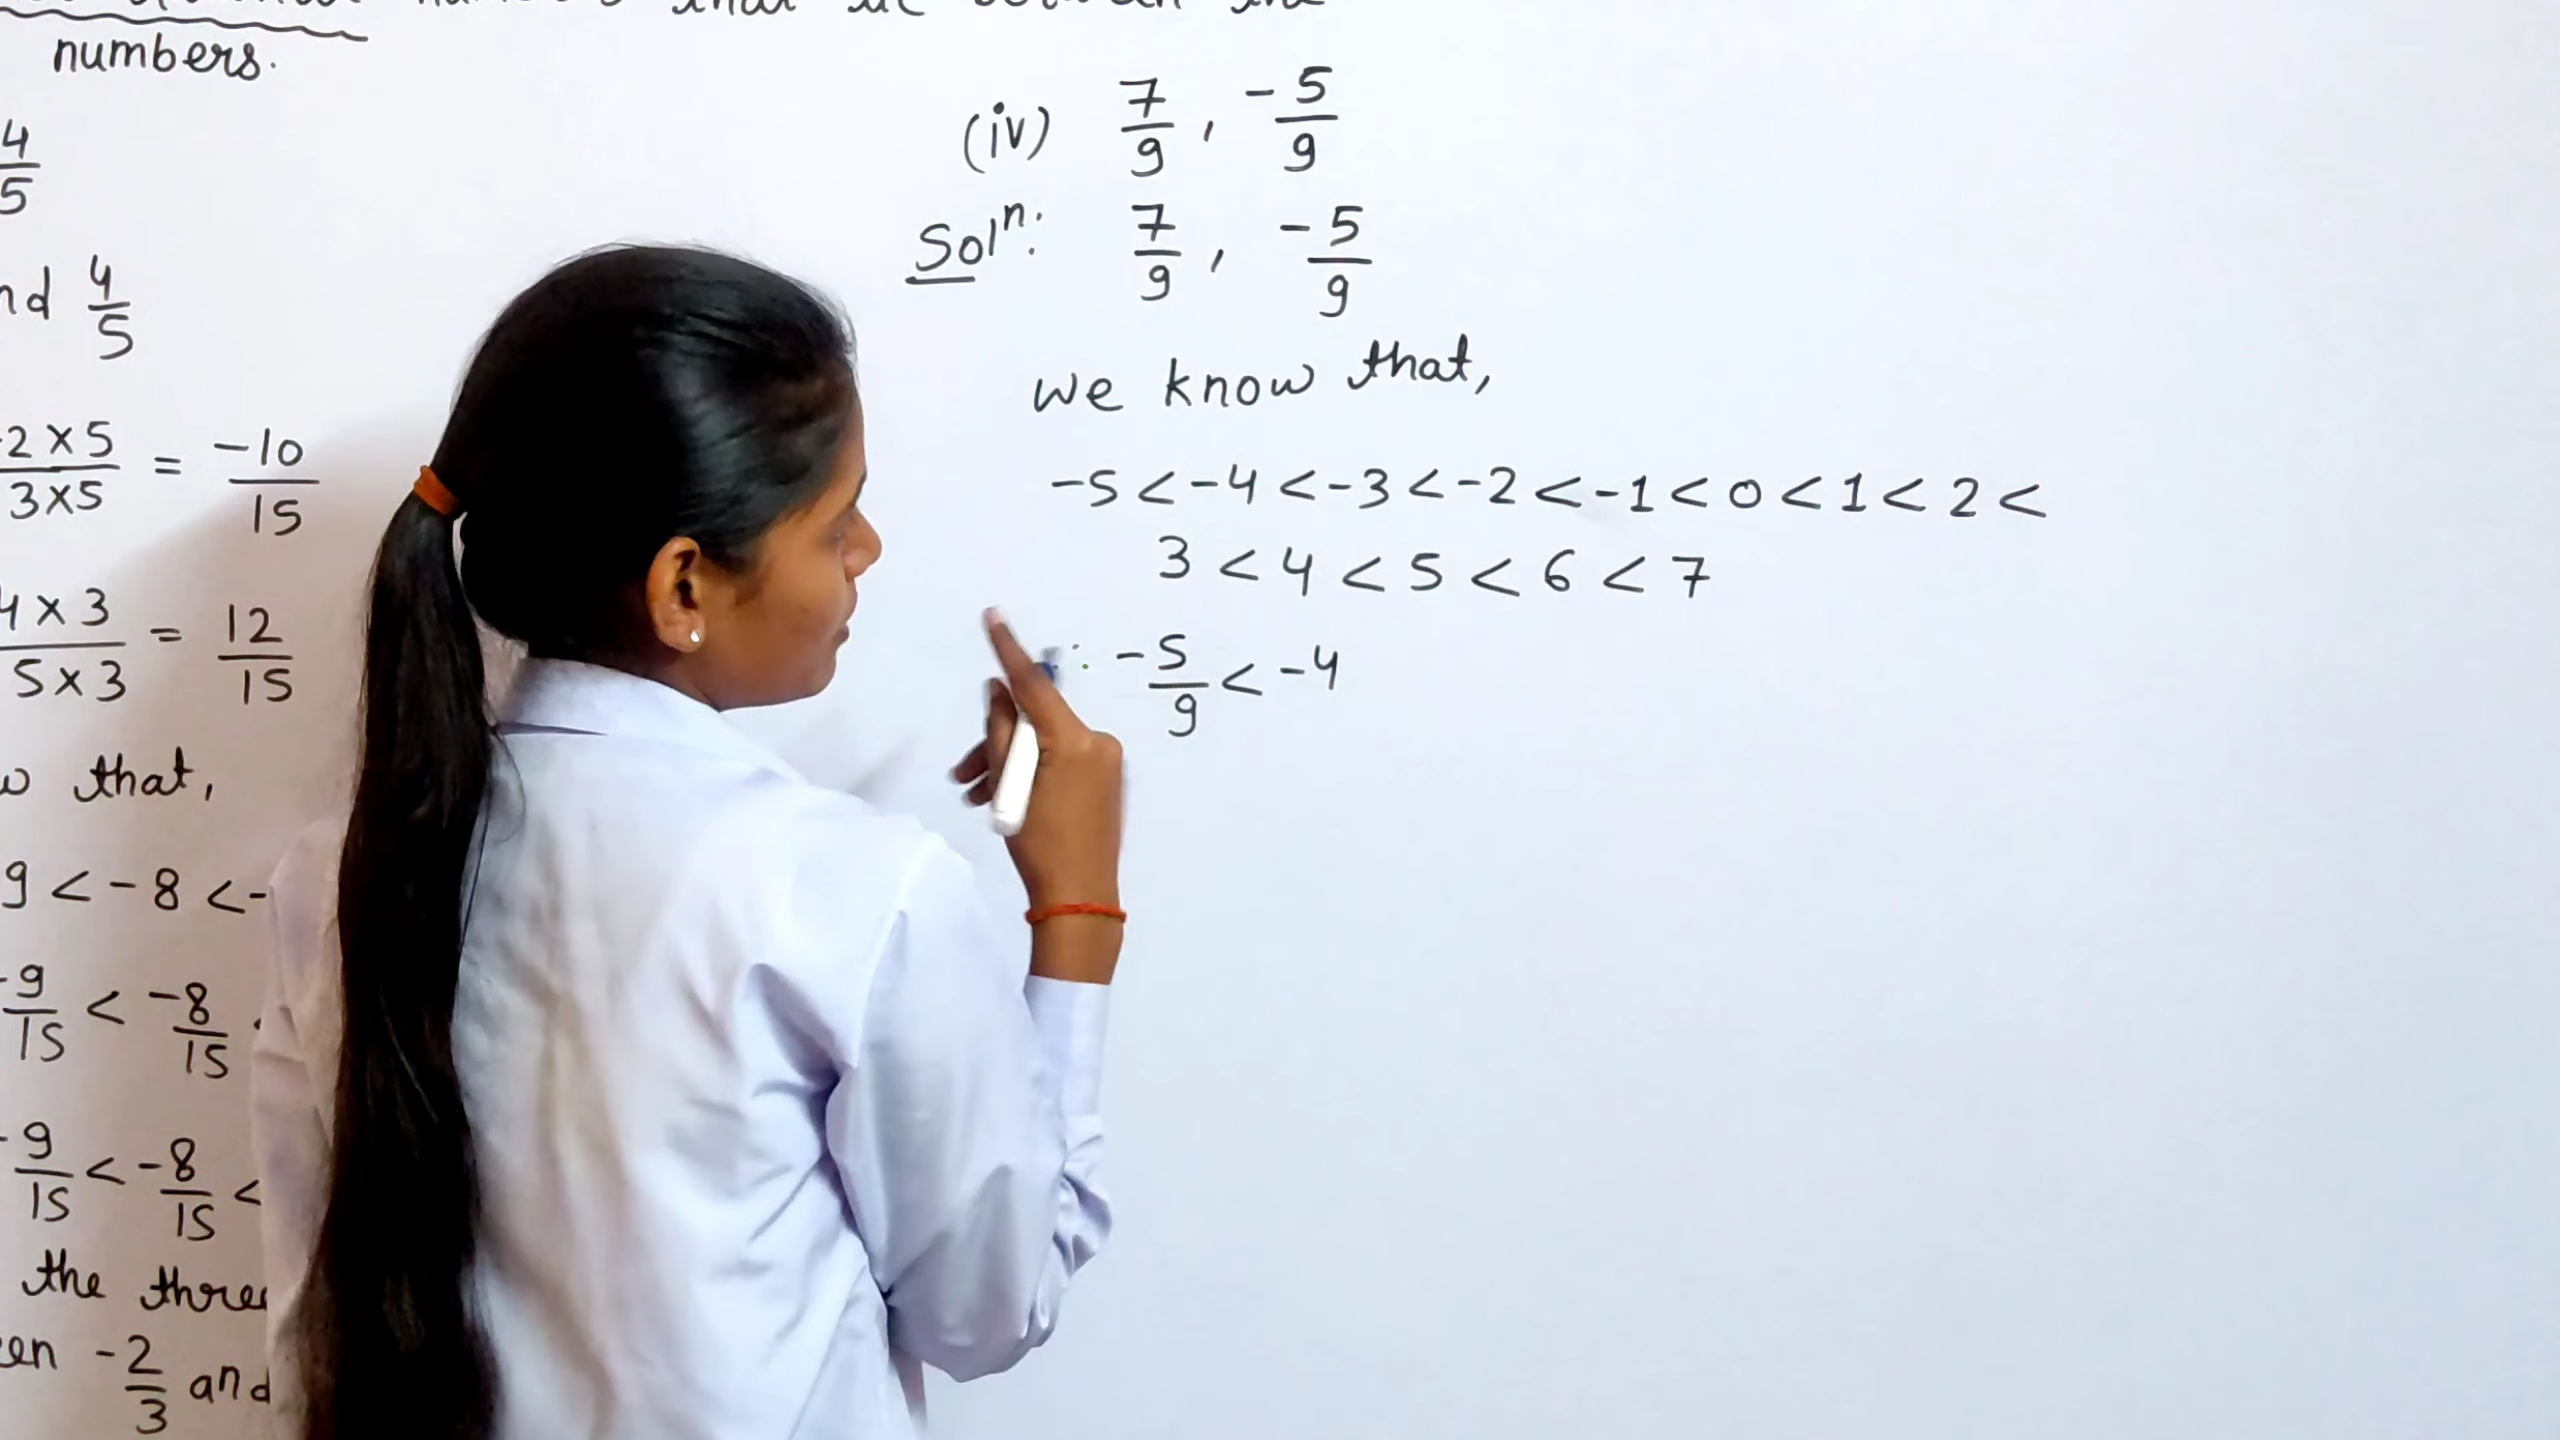 numbers.
4/5
nd 4/5
2 × 5 / 3 × 5 = -10/15
4 × 3 / 5 × 3 = 12/15
w that,
9 < -8 < -
-9/15 < -8/15
-9/15 < -8/15 <
the three
een -2/3 and
(iv) 7/9 , -5/9
Solⁿ: 7/9 , -5/9
we know that,
-5 < -4 < -3 < -2 < -1 < 0 < 1 < 2 <
3 < 4 < 5 < 6 < 7
-5/9 < -4